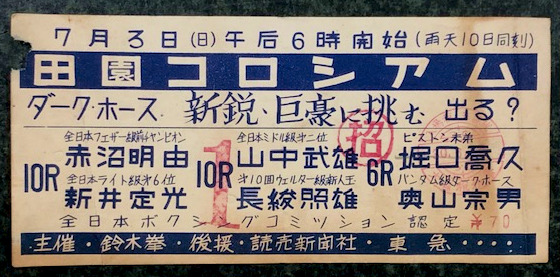 7月3日(日)午后6時開始(雨天10日同刻)
田園コロシアム
ダーク・ホース 新鋭、巨豪に挑む 出る?
全日本フェザー級前チャンピオン 全日本ミドル級第二位 ピストン末弟
10R 赤沼明由 10R 山中武雄 6R 堀口喬久
全日本ライト級第6位 第10回ウェルター級新人王 バンタム級ダークホース
新井定光 長縄照雄 奥山宗男
招
1
全日本ボクシングコミッション 認定 ¥70
主催・鈴木拳・後援・読売新聞社・東急・・・・